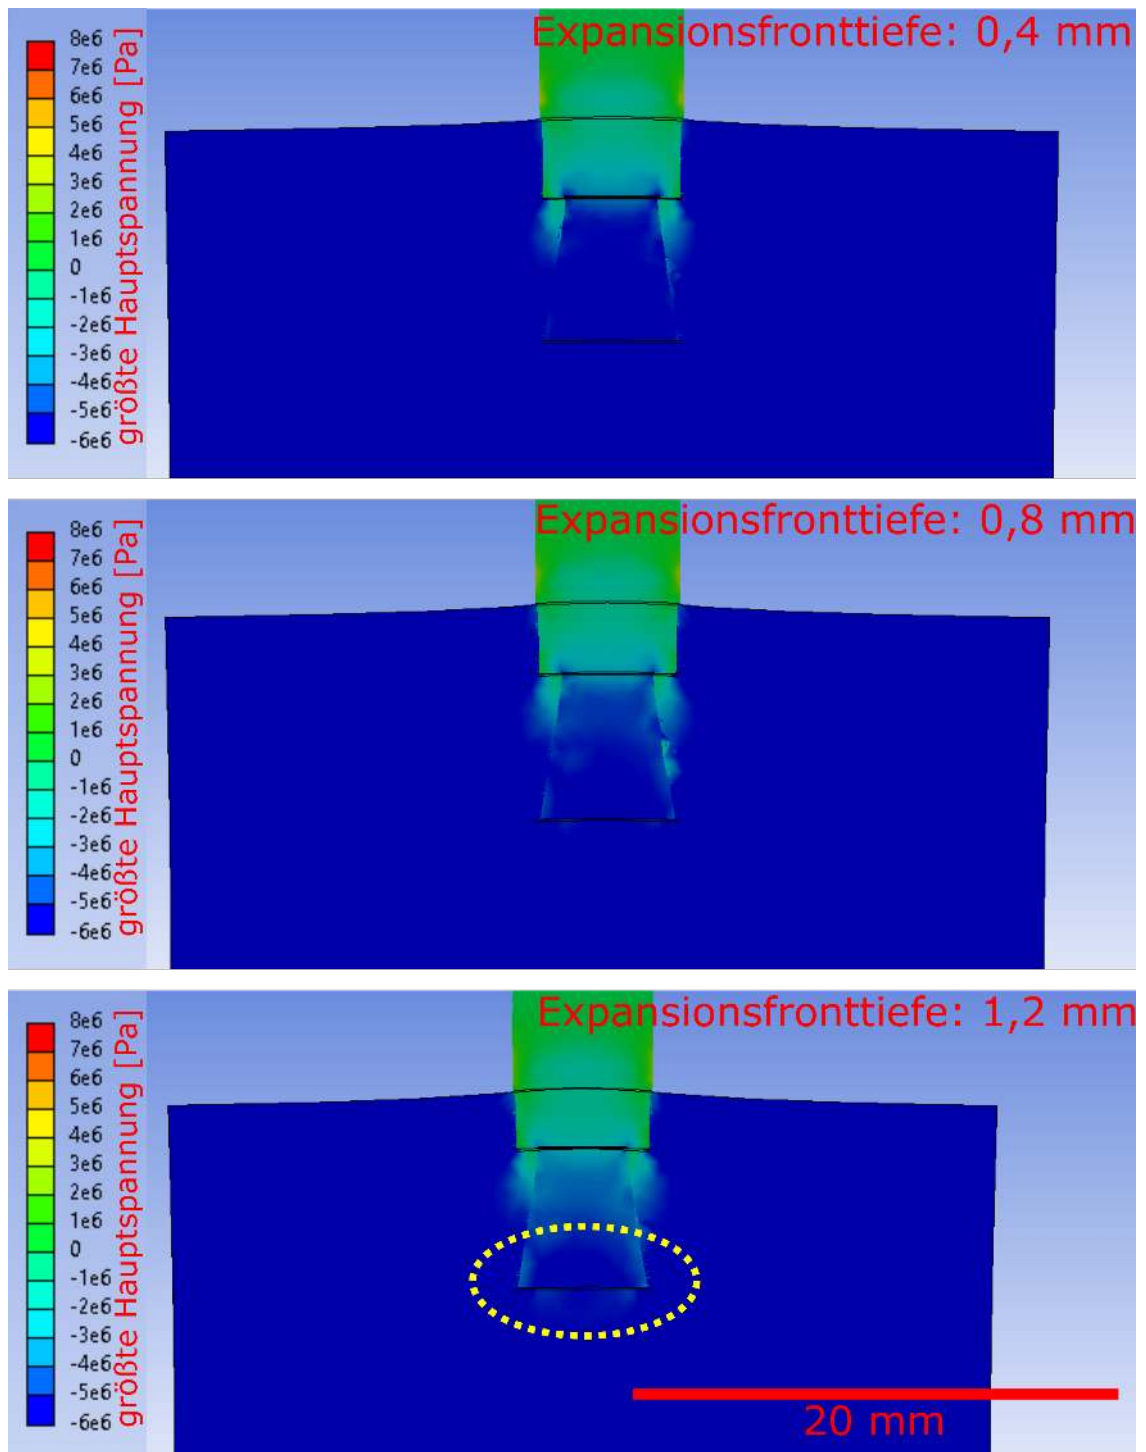 Expansionsfronttiefe: 0,4 mm
größte Hauptspannung [Pa]
8e6
7e6
6e6
5e6
4e6
3e6
2e6
1e6
0
-1e6
-2e6
-3e6
-4e6
-5e6
-6e6
Expansionsfronttiefe: 0,8 mm
größte Hauptspannung [Pa]
8e6
7e6
6e6
5e6
4e6
3e6
2e6
1e6
0
-1e6
-2e6
-3e6
-4e6
-5e6
-6e6
Expansionsfronttiefe: 1,2 mm
größte Hauptspannung [Pa]
8e6
7e6
6e6
5e6
4e6
3e6
2e6
1e6
0
-1e6
-2e6
-3e6
-4e6
-5e6
-6e6
20 mm